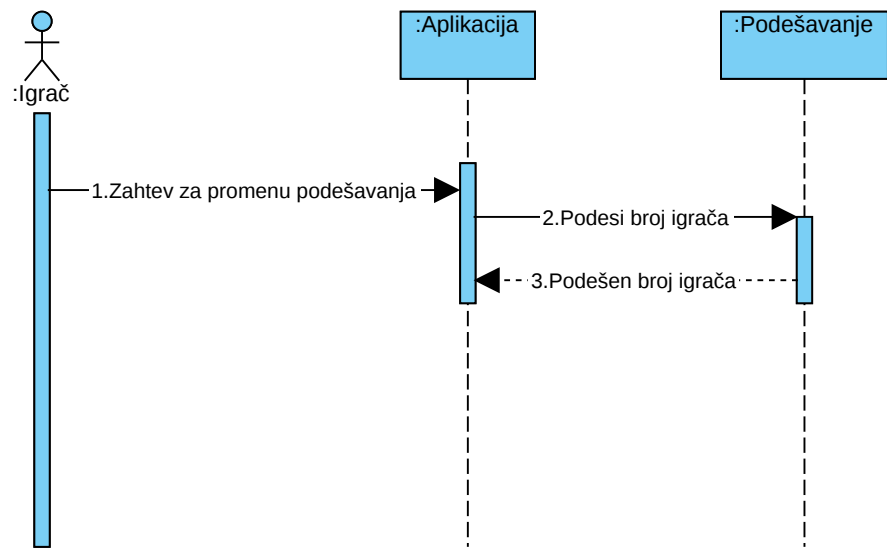 :Igrač
:Aplikacija
:Podešavanje
1.Zahtev za promenu podešavanja
2.Podesi broj igrača
3.Podešen broj igrača